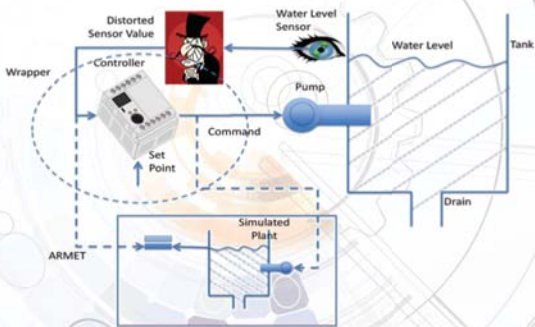 Distorted
Sensor Value
Water Level
Sensor
Water Level
Tank
Wrapper
Controller
Pump
Command
Set
Point
Drain
Simulated
Plant
ARMET